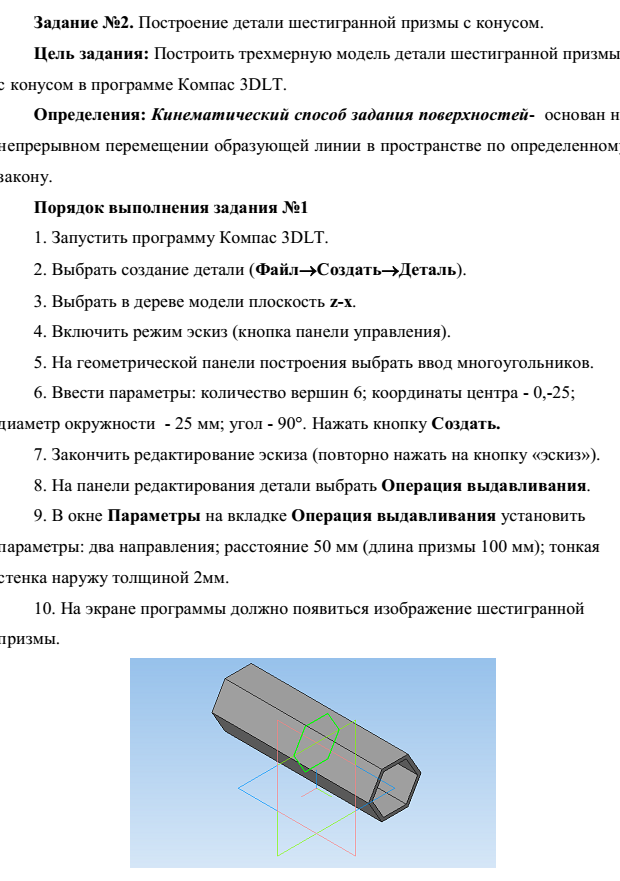 Задание №2. Построение детали шестигранной призмы с конусом.
Цель задания: Построить трехмерную модель детали шестигранной призмы
с конусом в программе Компас 3DLT.
Определения: Кинематический способ задания поверхностей- основан н
непрерывном перемещении образующей линии в пространстве по определенному
закону.
Порядок выполнения задания №1
1. Запустить программу Компас 3DLT.
2. Выбрать создание детали (Файл→Создать→Деталь).
3. Выбрать в дереве модели плоскость z-x.
4. Включить режим эскиз (кнопка панели управления).
5. На геометрической панели построения выбрать ввод многоугольников.
6. Ввести параметры: количество вершин 6; координаты центра - 0,-25;
диаметр окружности - 25 мм; угол - 90°. Нажать кнопку Создать.
7. Закончить редактирование эскиза (повторно нажать на кнопку «эскиз»).
8. На панели редактирования детали выбрать Операция выдавливания.
9. В окне Параметры на вкладке Операция выдавливания установить
параметры: два направления; расстояние 50 мм (длина призмы 100 мм); тонкая
стенка наружу толщиной 2мм.
10. На экране программы должно появиться изображение шестигранной
призмы.